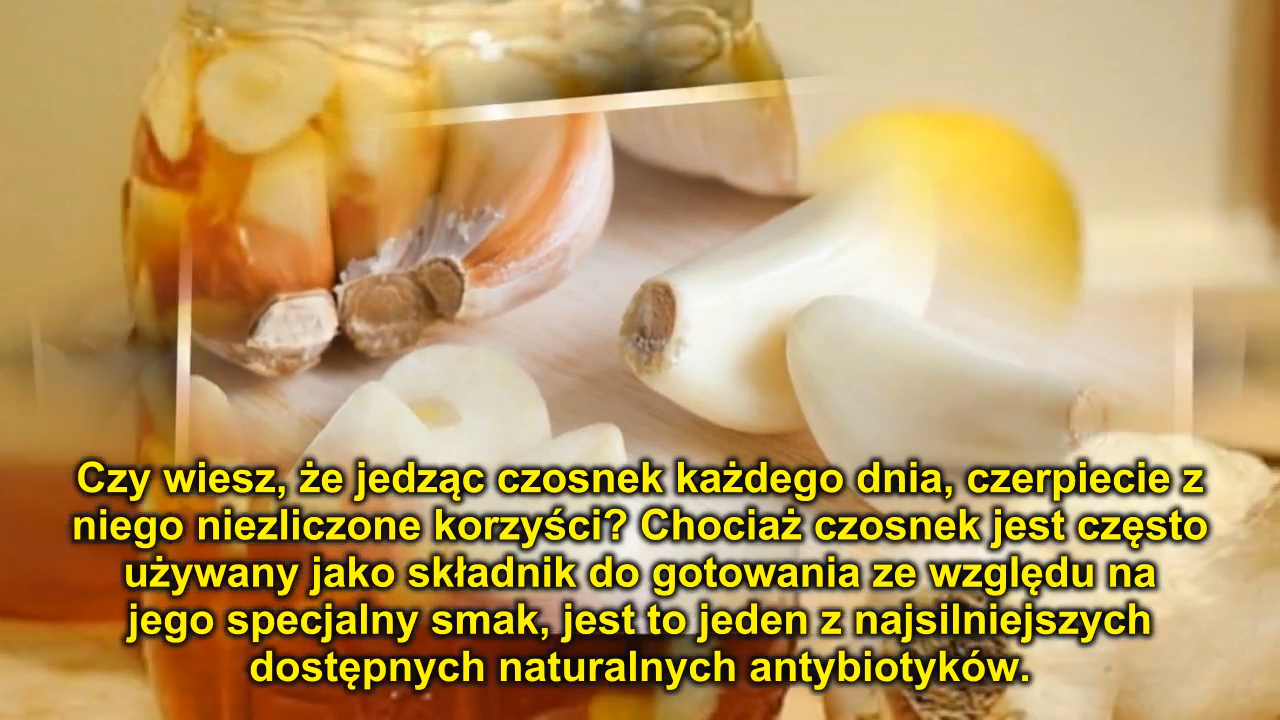 Czy wiesz, że jedząc czosnek każdego dnia, czerpiecie z
niego niezliczone korzyści? Chociaż czosnek jest często
używany jako składnik do gotowania ze względu na
jego specjalny smak, jest to jeden z najsilniejszych
dostępnych naturalnych antybiotyków.